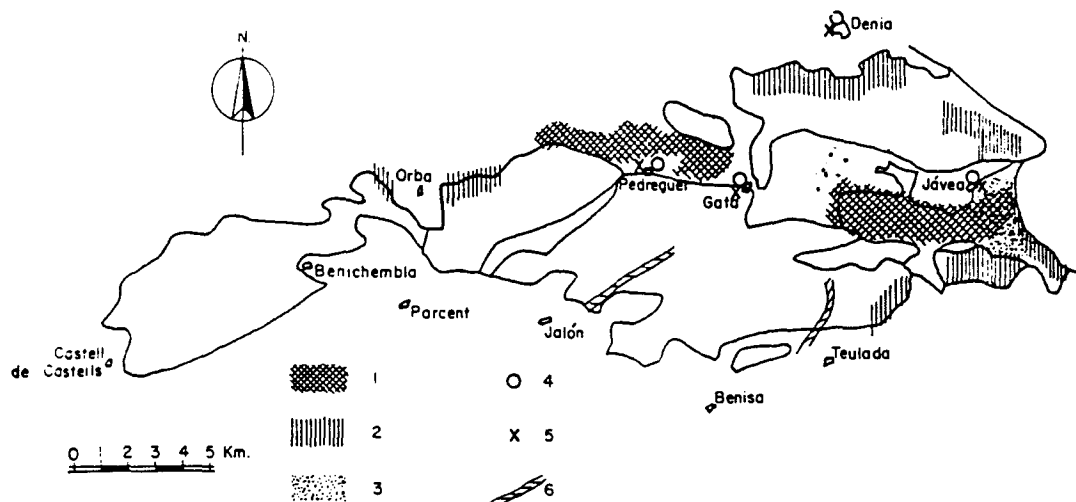 N.
Denia
Orba
Pedreguer
Gata
Jávea
Benichembla
Parcent
Jalón
Castell
de Castells
Teulada
Benisa
1
2
3
4
5
6
0 1 2 3 4 5 Km.